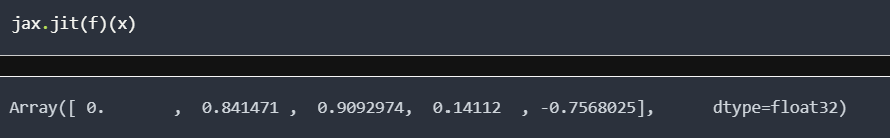 jax.jit(f)(x)
Array([ 0.       ,  0.841471 ,  0.9092974,  0.14112  , -0.7568025],      dtype=float32)